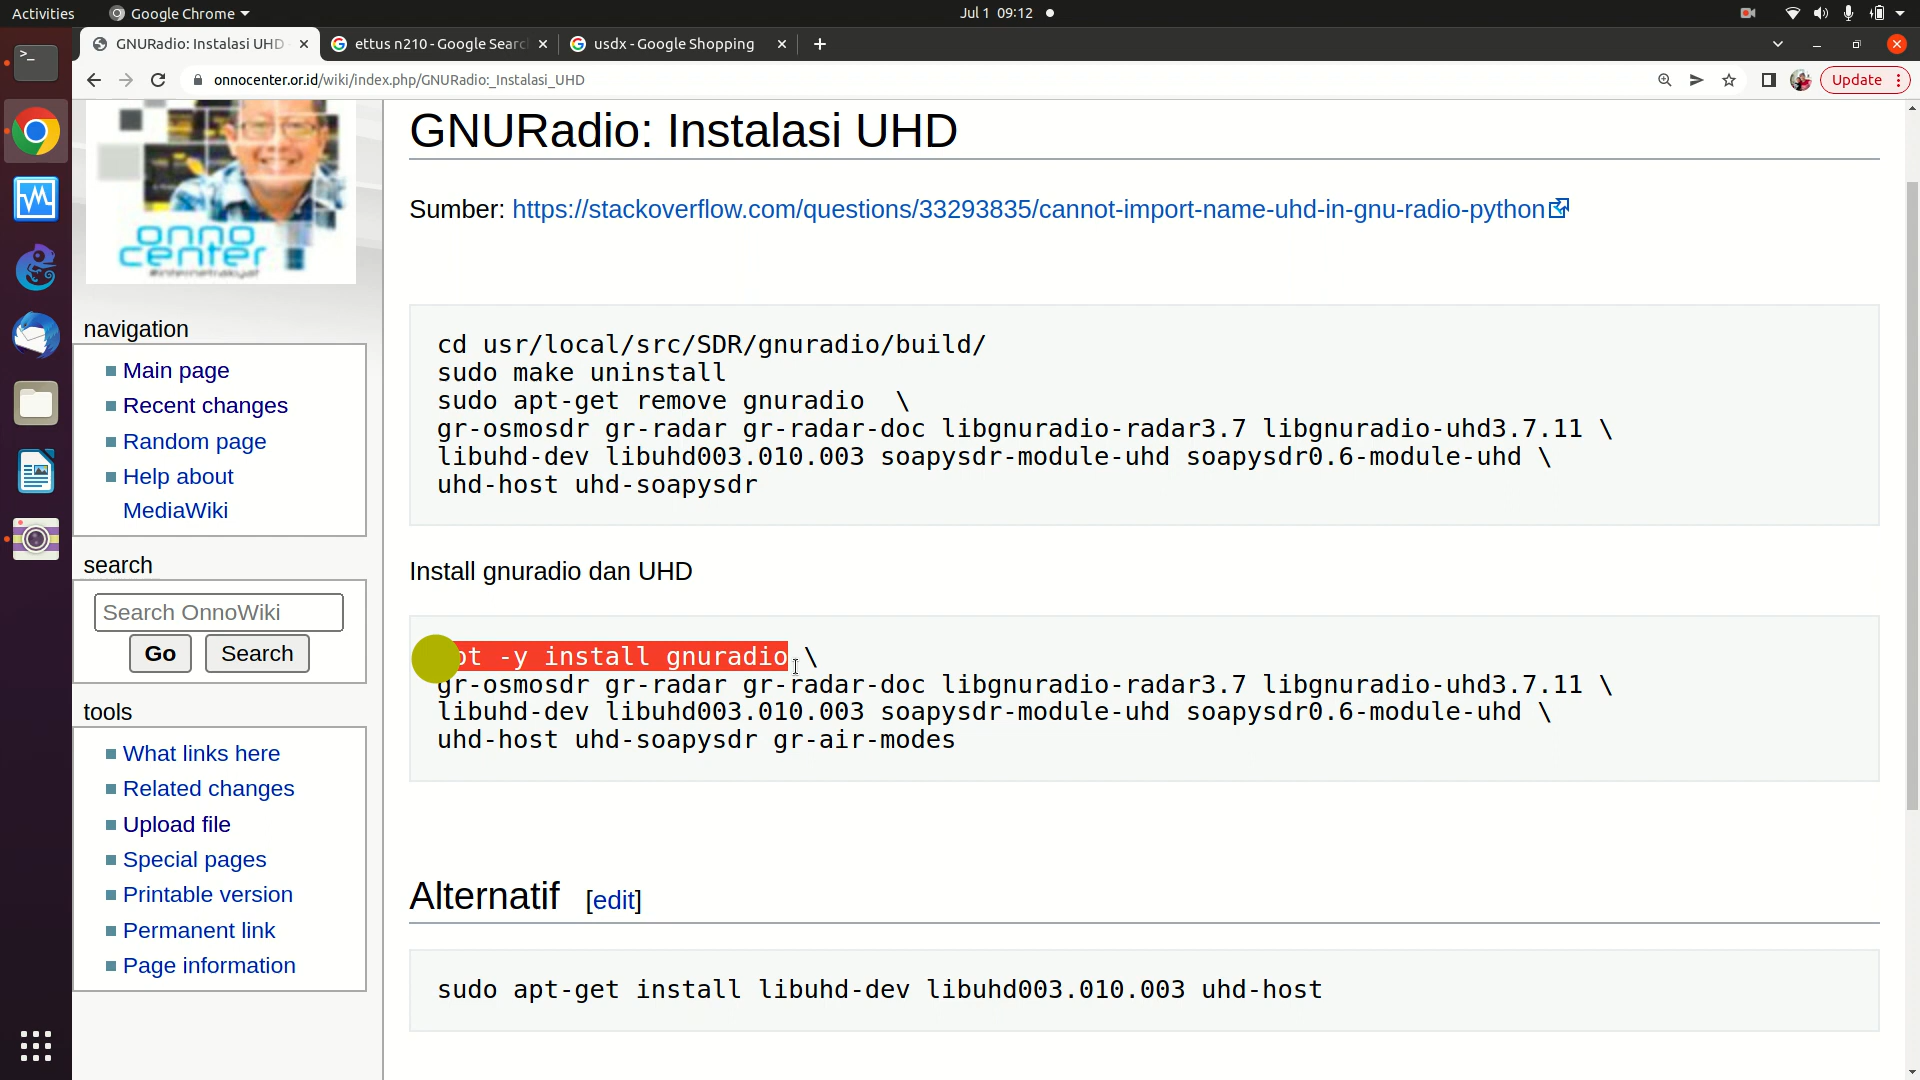 Activities
Google Chrome
Jul 1 09:12
GNURadio: Instalasi UHD
ettus n210 - Google Searc
usdx - Google Shopping
onnocenter.or.id/wiki/index.php/GNURadio:_Instalasi_UHD
Update
onno
center
#internetrakyat
navigation
Main page
Recent changes
Random page
Help about
MediaWiki
search
Search OnnoWiki
Go
Search
tools
What links here
Related changes
Upload file
Special pages
Printable version
Permanent link
Page information
GNURadio: Instalasi UHD
Sumber: https://stackoverflow.com/questions/33293835/cannot-import-name-uhd-in-gnu-radio-python
cd usr/local/src/SDR/gnuradio/build/
sudo make uninstall
sudo apt-get remove gnuradio  \
gr-osmosdr gr-radar gr-radar-doc libgnuradio-radar3.7 libgnuradio-uhd3.7.11 \
libuhd-dev libuhd003.010.003 soapysdr-module-uhd soapysdr0.6-module-uhd \
uhd-host uhd-soapysdr
Install gnuradio dan UHD
pt -y install gnuradio \
gr-osmosdr gr-radar gr-radar-doc libgnuradio-radar3.7 libgnuradio-uhd3.7.11 \
libuhd-dev libuhd003.010.003 soapysdr-module-uhd soapysdr0.6-module-uhd \
uhd-host uhd-soapysdr gr-air-modes
Alternatif [edit]
sudo apt-get install libuhd-dev libuhd003.010.003 uhd-host